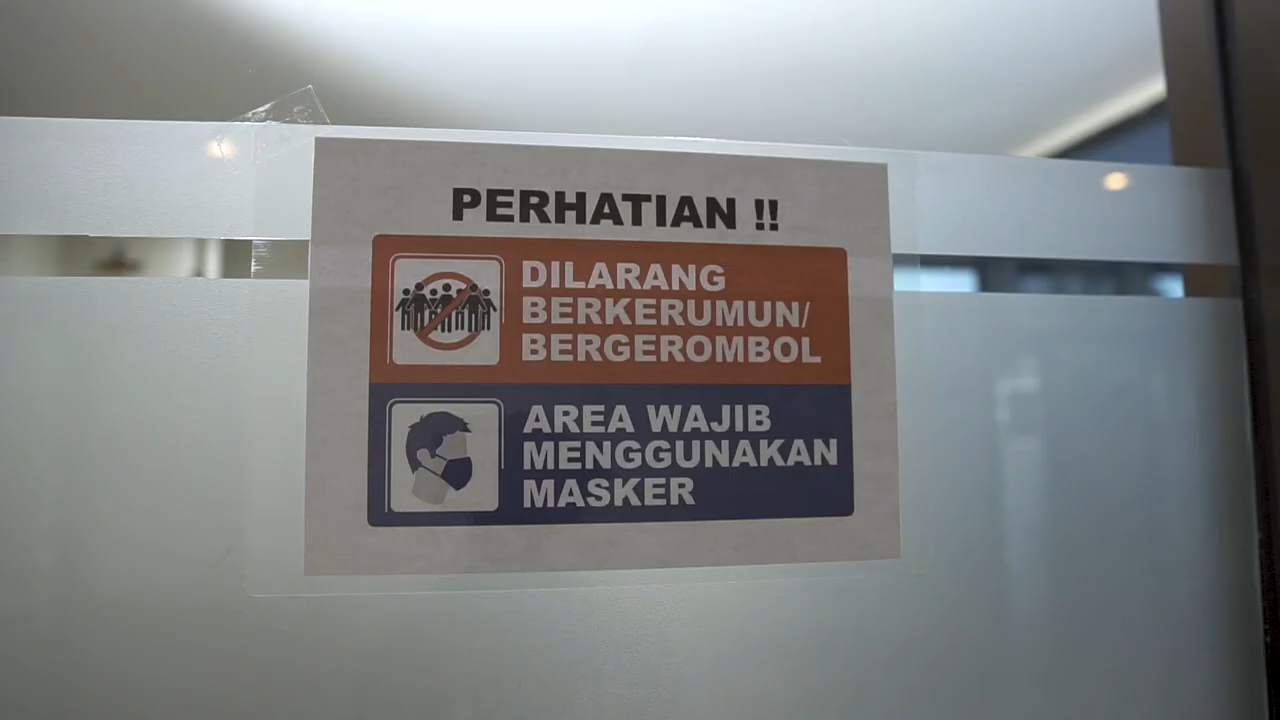 PERHATIAN !!
DILARANG
BERKERUMUN/
BERGEROMBOL
AREA WAJIB
MENGGUNAKAN
MASKER